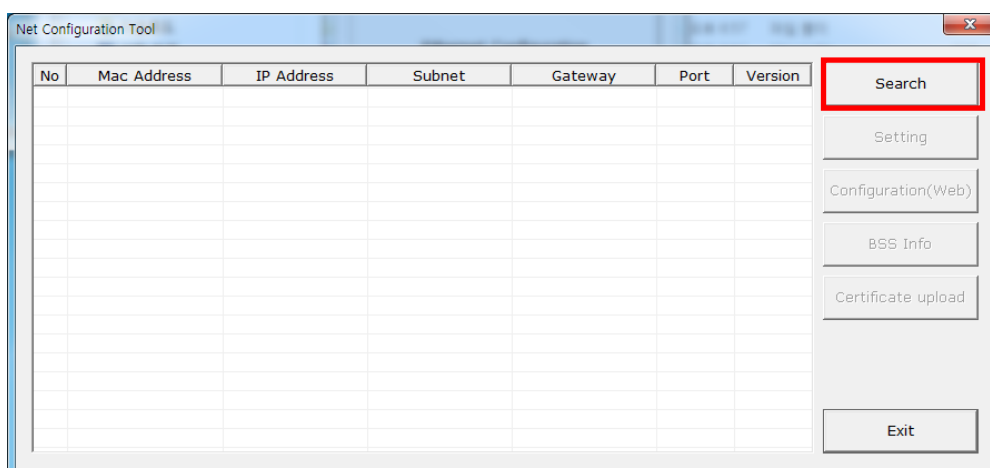 Net Configuration Tool
No Mac Address IP Address Subnet Gateway Port Version
Search
Setting
Configuration(Web)
BSS Info
Certificate upload
Exit